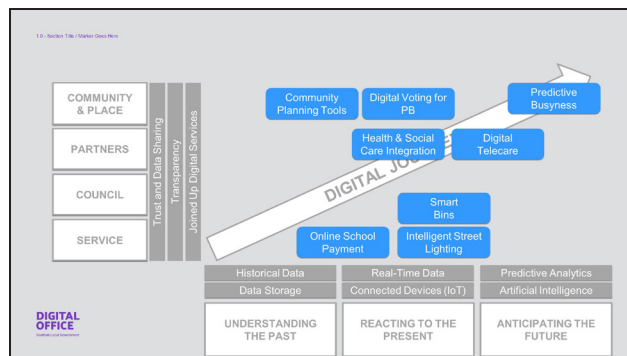 1.0 - Section Title / Marker Goes Here
COMMUNITY
& PLACE
PARTNERS
COUNCIL
SERVICE
Trust and Data Sharing
Transparency
Joined Up Digital Services
Community
Planning Tools
Digital Voting for
PB
Predictive
Busyness
Health & Social
Care Integration
Digital
Telecare
DIGITAL JOU
Smart
Bins
Online School
Payment
Intelligent Street
Lighting
Historical Data
Real-Time Data
Predictive Analytics
Data Storage
Connected Devices (IoT)
Artificial Intelligence
UNDERSTANDING
THE PAST
REACTING TO THE
PRESENT
ANTICIPATING THE
FUTURE
DIGITAL
OFFICE